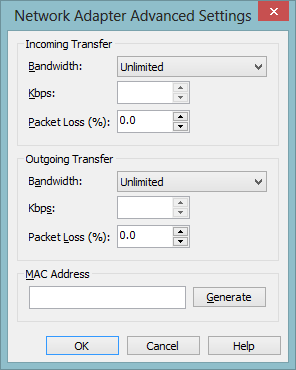 Network Adapter Advanced Settings
Incoming Transfer
Bandwidth: Unlimited
Kbps:
Packet Loss (%): 0.0
Outgoing Transfer
Bandwidth: Unlimited
Kbps:
Packet Loss (%): 0.0
MAC Address
Generate
OK Cancel Help